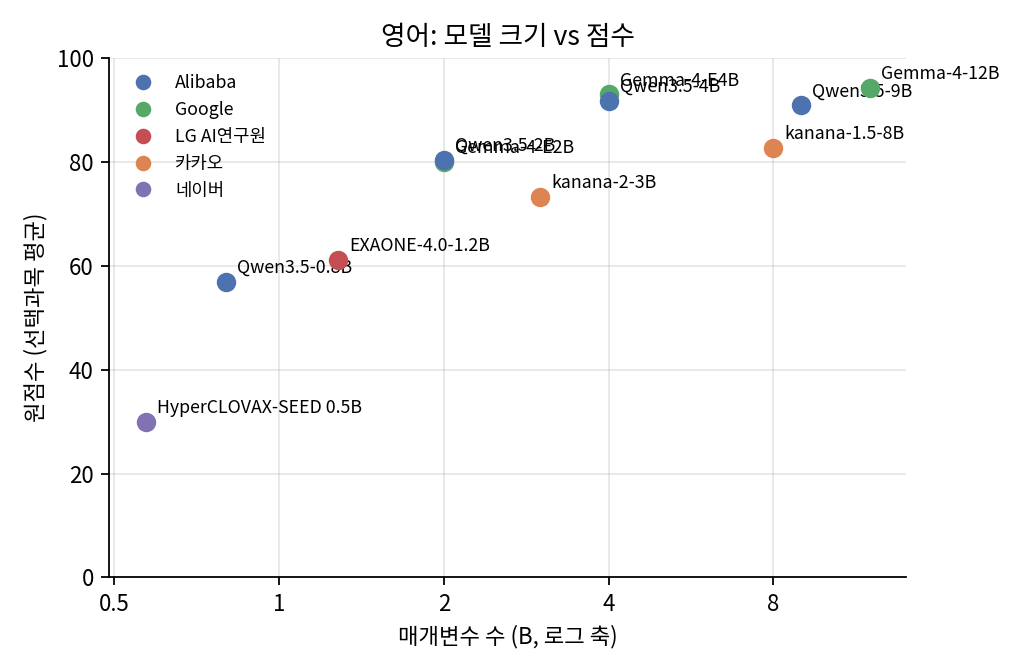 영어: 모델 크기 vs 점수
100
80
60
40
20
0
원점수 (선택과목 평균)
Alibaba
Google
LG AI연구원
카카오
네이버
Gemma-4-E4B
Qwen3.5-4B
Gemma-4-12B
Qwen3.5-9B
kanana-1.5-8B
Qwen3.5-2B
Gemma-4-E2B
kanana-2-3B
EXAONE-4.0-1.2B
Qwen3.5-0.8B
HyperCLOVAX-SEED 0.5B
0.5 1 2 4 8
매개변수 수 (B, 로그 축)